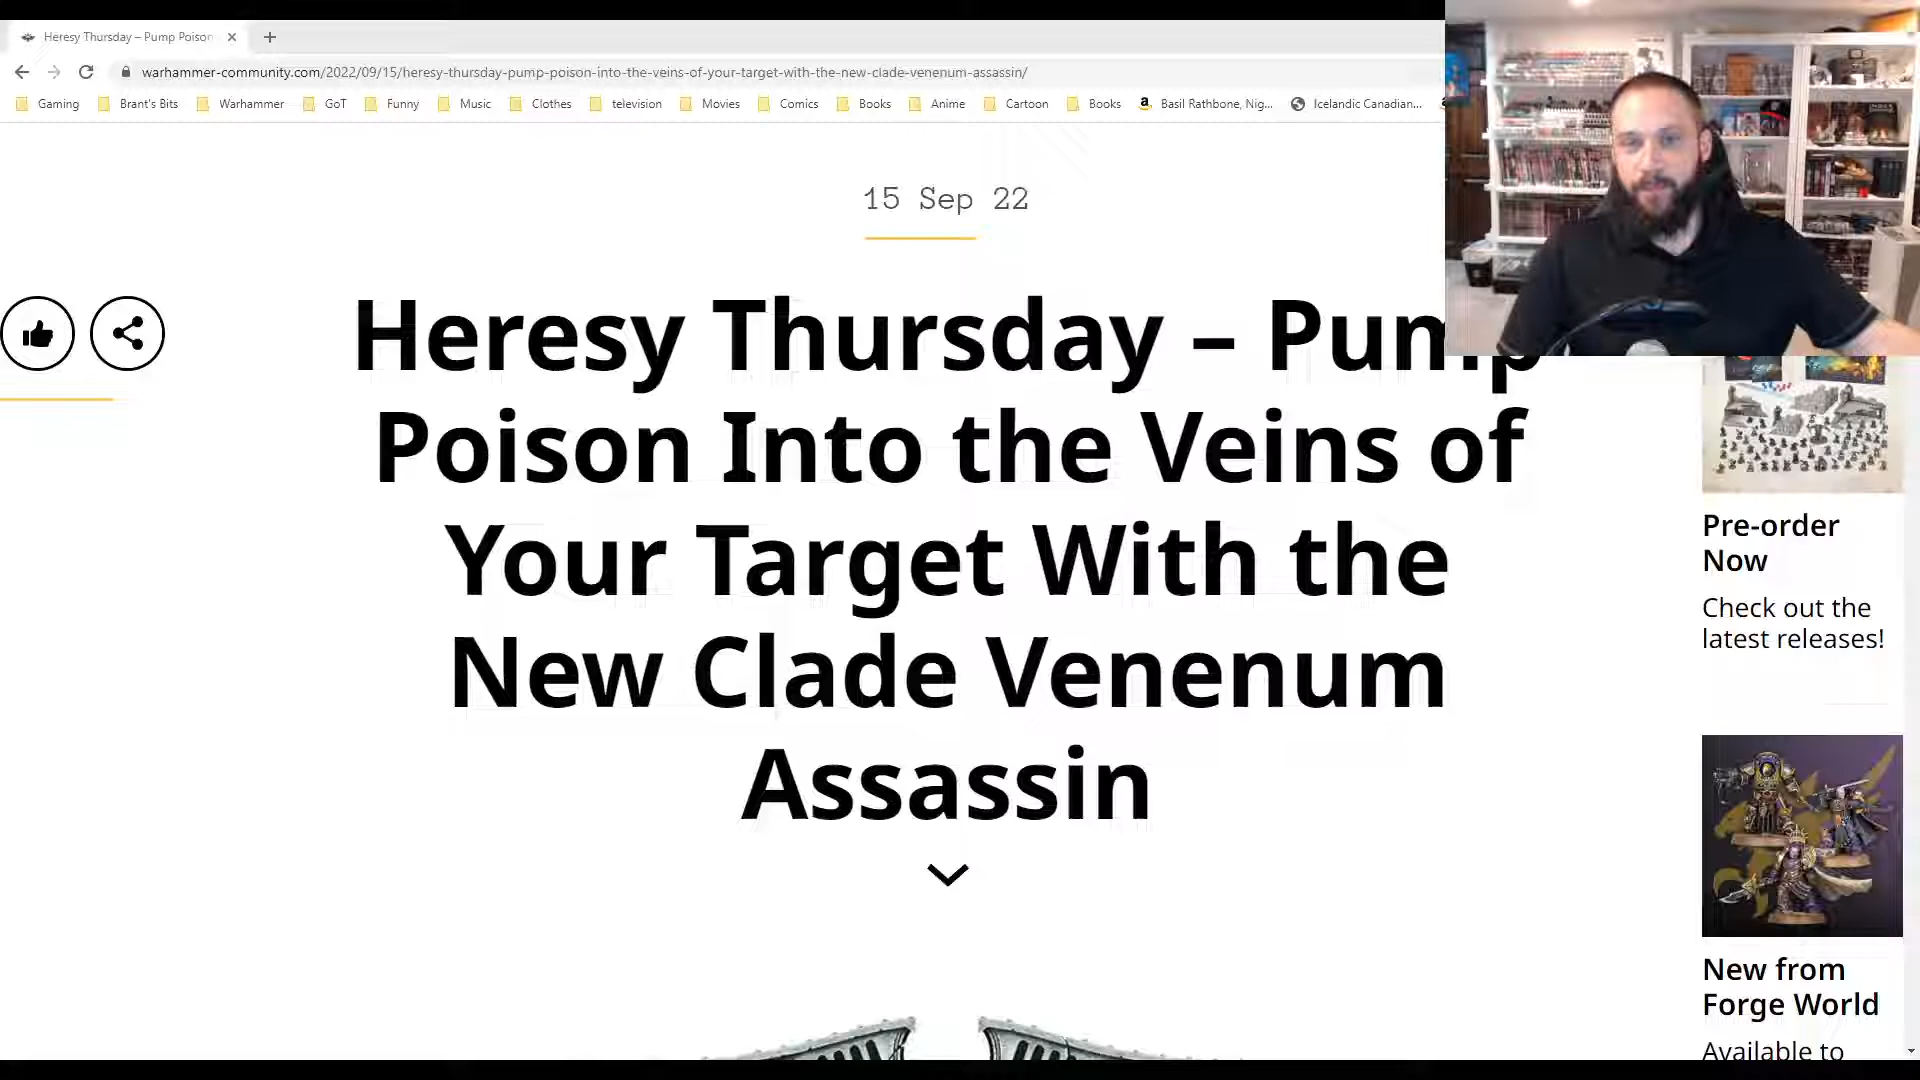 Heresy Thursday – Pump Poison
warhammer-community.com/2022/09/15/heresy-thursday-pump-poison-into-the-veins-of-your-target-with-the-new-clade-venenum-assassin/
Gaming Brant's Bits Warhammer GoT Funny Music Clothes television Movies Comics Books Anime Cartoon Books Basil Rathbone, Nig... Icelandic Canadian...
15 Sep 22
Heresy Thursday – Pump
Poison Into the Veins of
Your Target With the
New Clade Venenum
Assassin
Pre-order
Now
Check out the
latest releases!
New from
Forge World
Available to